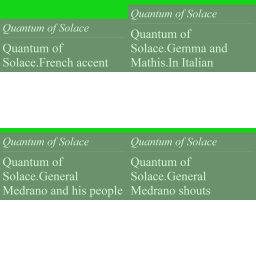 Quantum of Solace
Quantum of
Solace.French accent
Quantum of Solace
Quantum of
Solace.Gemma and
Mathis.In Italian
Quantum of Solace
Quantum of
Solace.General
Medrano and his people
Quantum of Solace
Quantum of
Solace.General
Medrano shouts